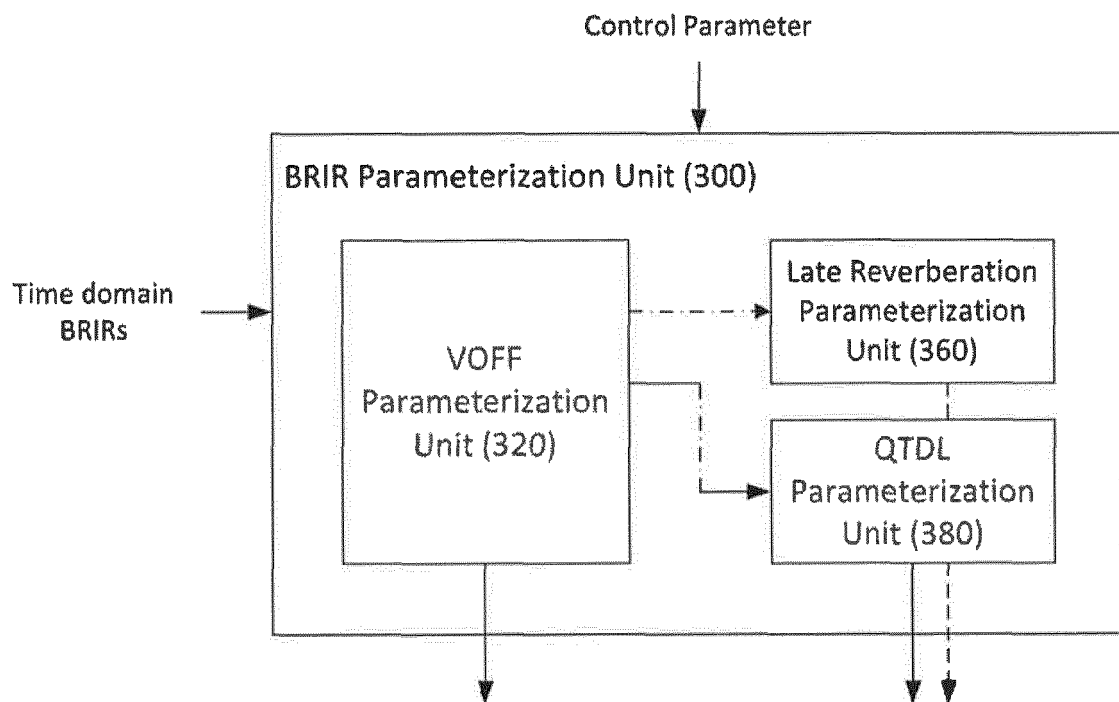 Control Parameter
BRIR Parameterization Unit (300)
Time domain
BRIRs
VOFF
Parameterization
Unit (320)
Late Reverberation
Parameterization
Unit (360)
QTDL
Parameterization
Unit (380)